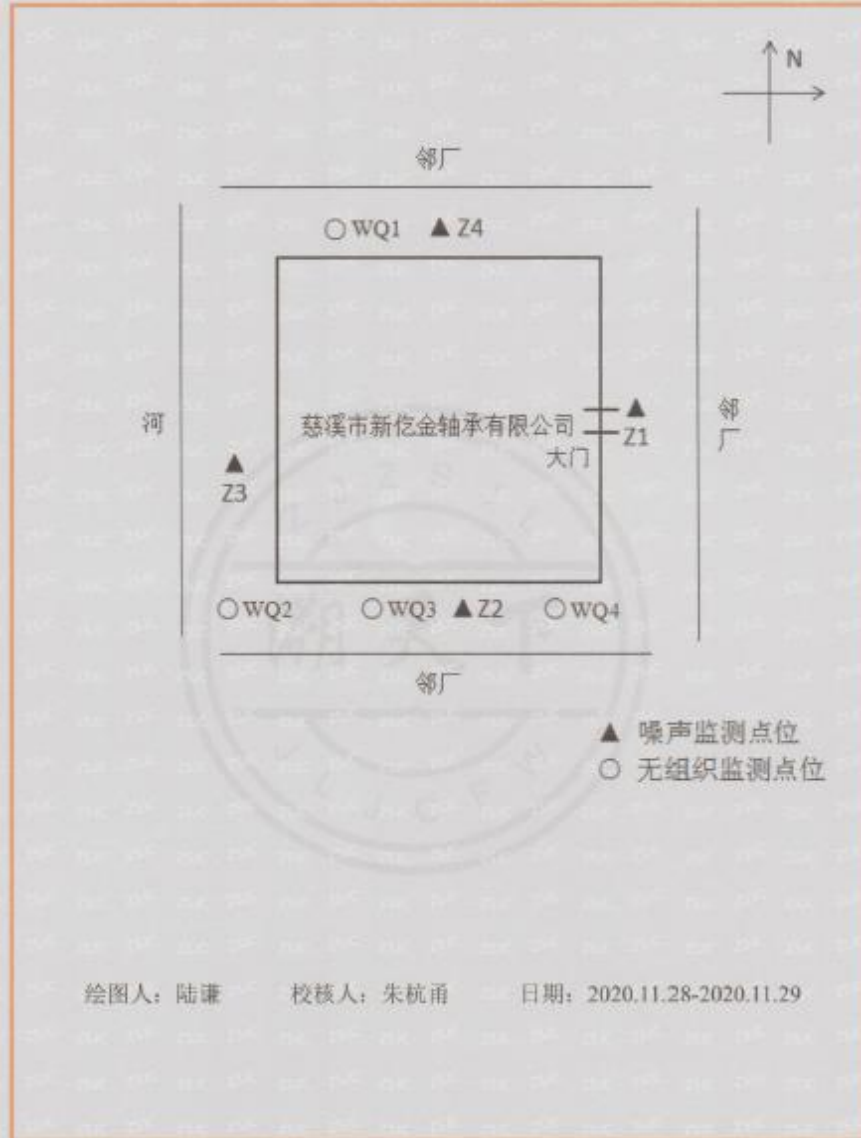 N
邻厂
WQ1 Z4
河
慈溪市新仡金轴承有限公司
大门
Z1
邻厂
Z3
WQ2 WQ3 Z2 WQ4
邻厂
噪声监测点位
无组织监测点位
绘图人：陆谦 校核人：朱杭甬 日期：2020.11.28-2020.11.29